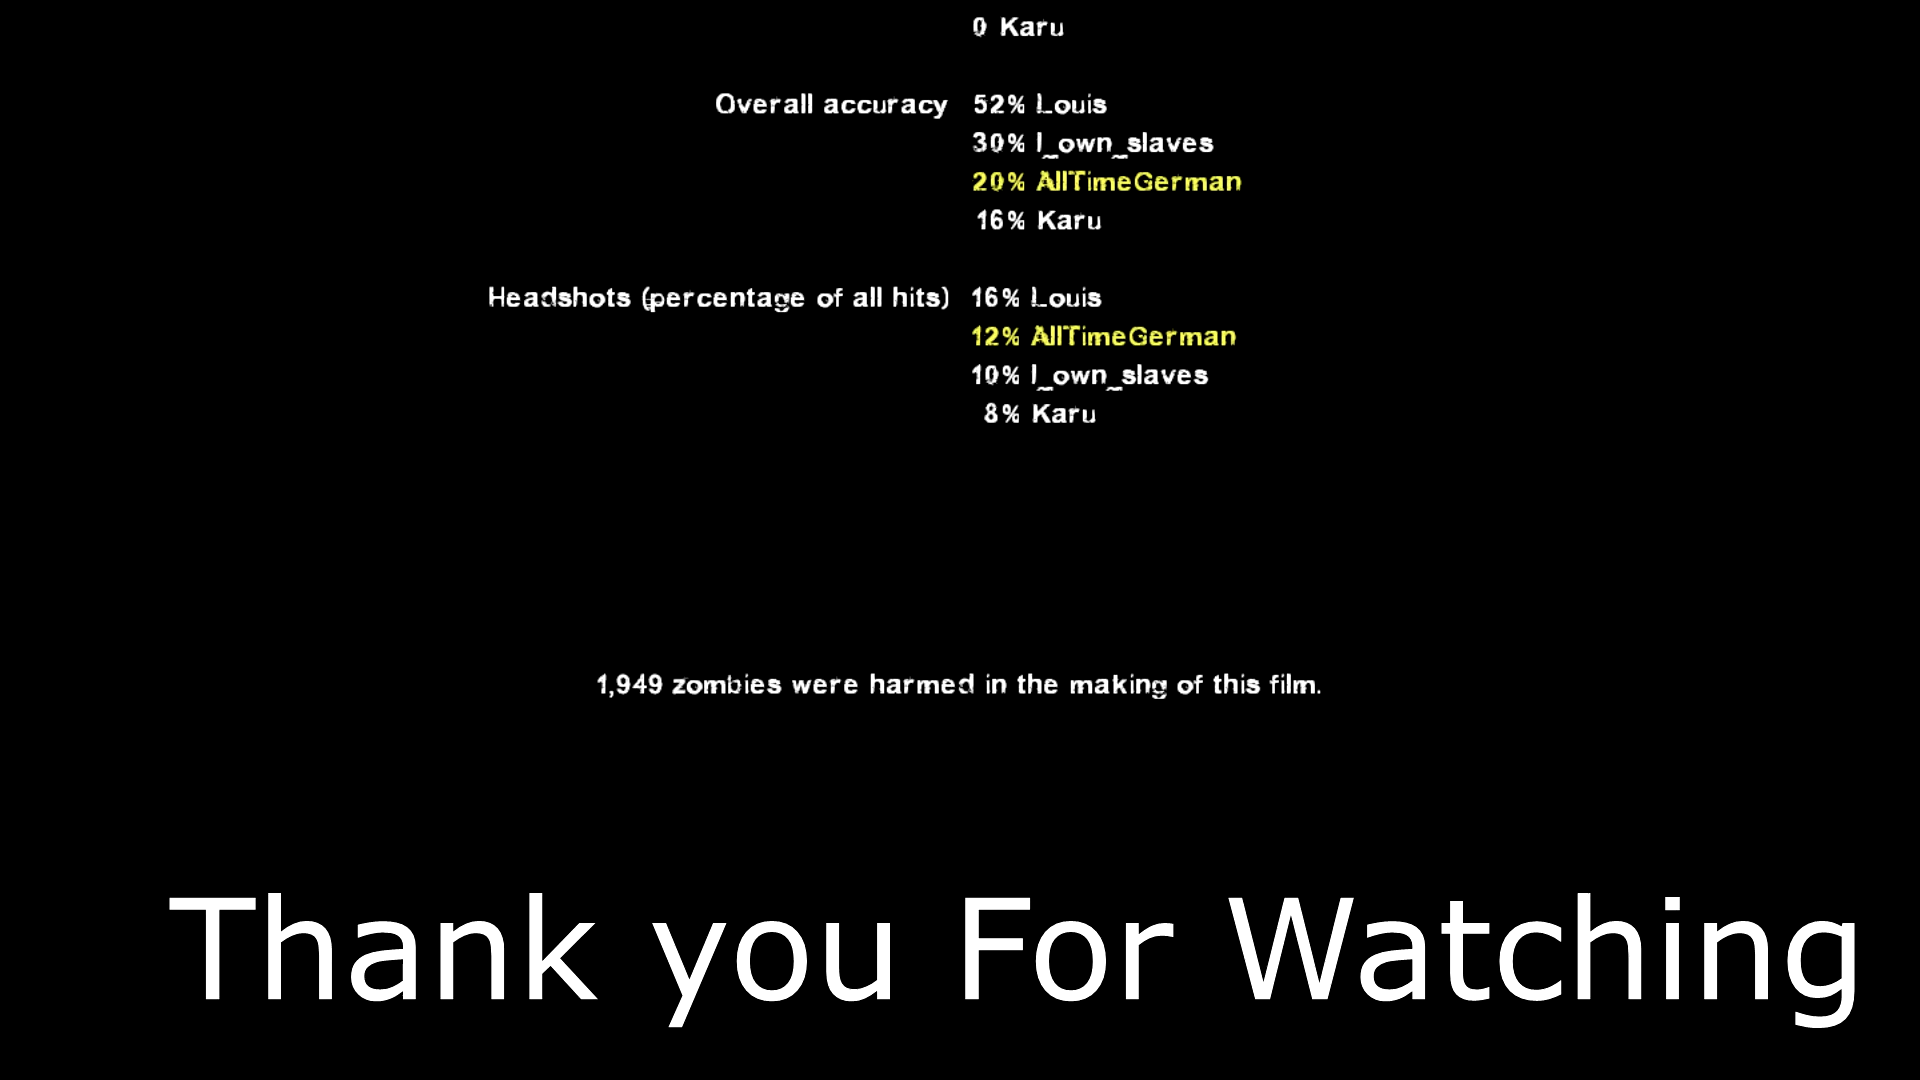 0 Karu
Overall accuracy 52% Louis
30% I_own_slaves
20% AllTimeGerman
16% Karu
Headshots (percentage of all hits) 16% Louis
12% AllTimeGerman
10% I_own_slaves
8% Karu
1,949 zombies were harmed in the making of this film.
Thank you For Watching